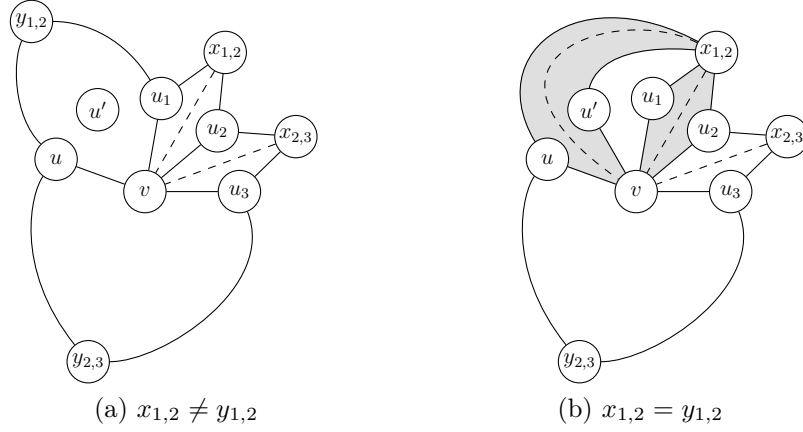 y1,2
x1,2
u′
u1
u2
x2,3
u
v
u3
y2,3
(a) x1,2 ≠ y1,2
x1,2
u′
u1
u2
x2,3
u
v
u3
y2,3
(b) x1,2 = y1,2